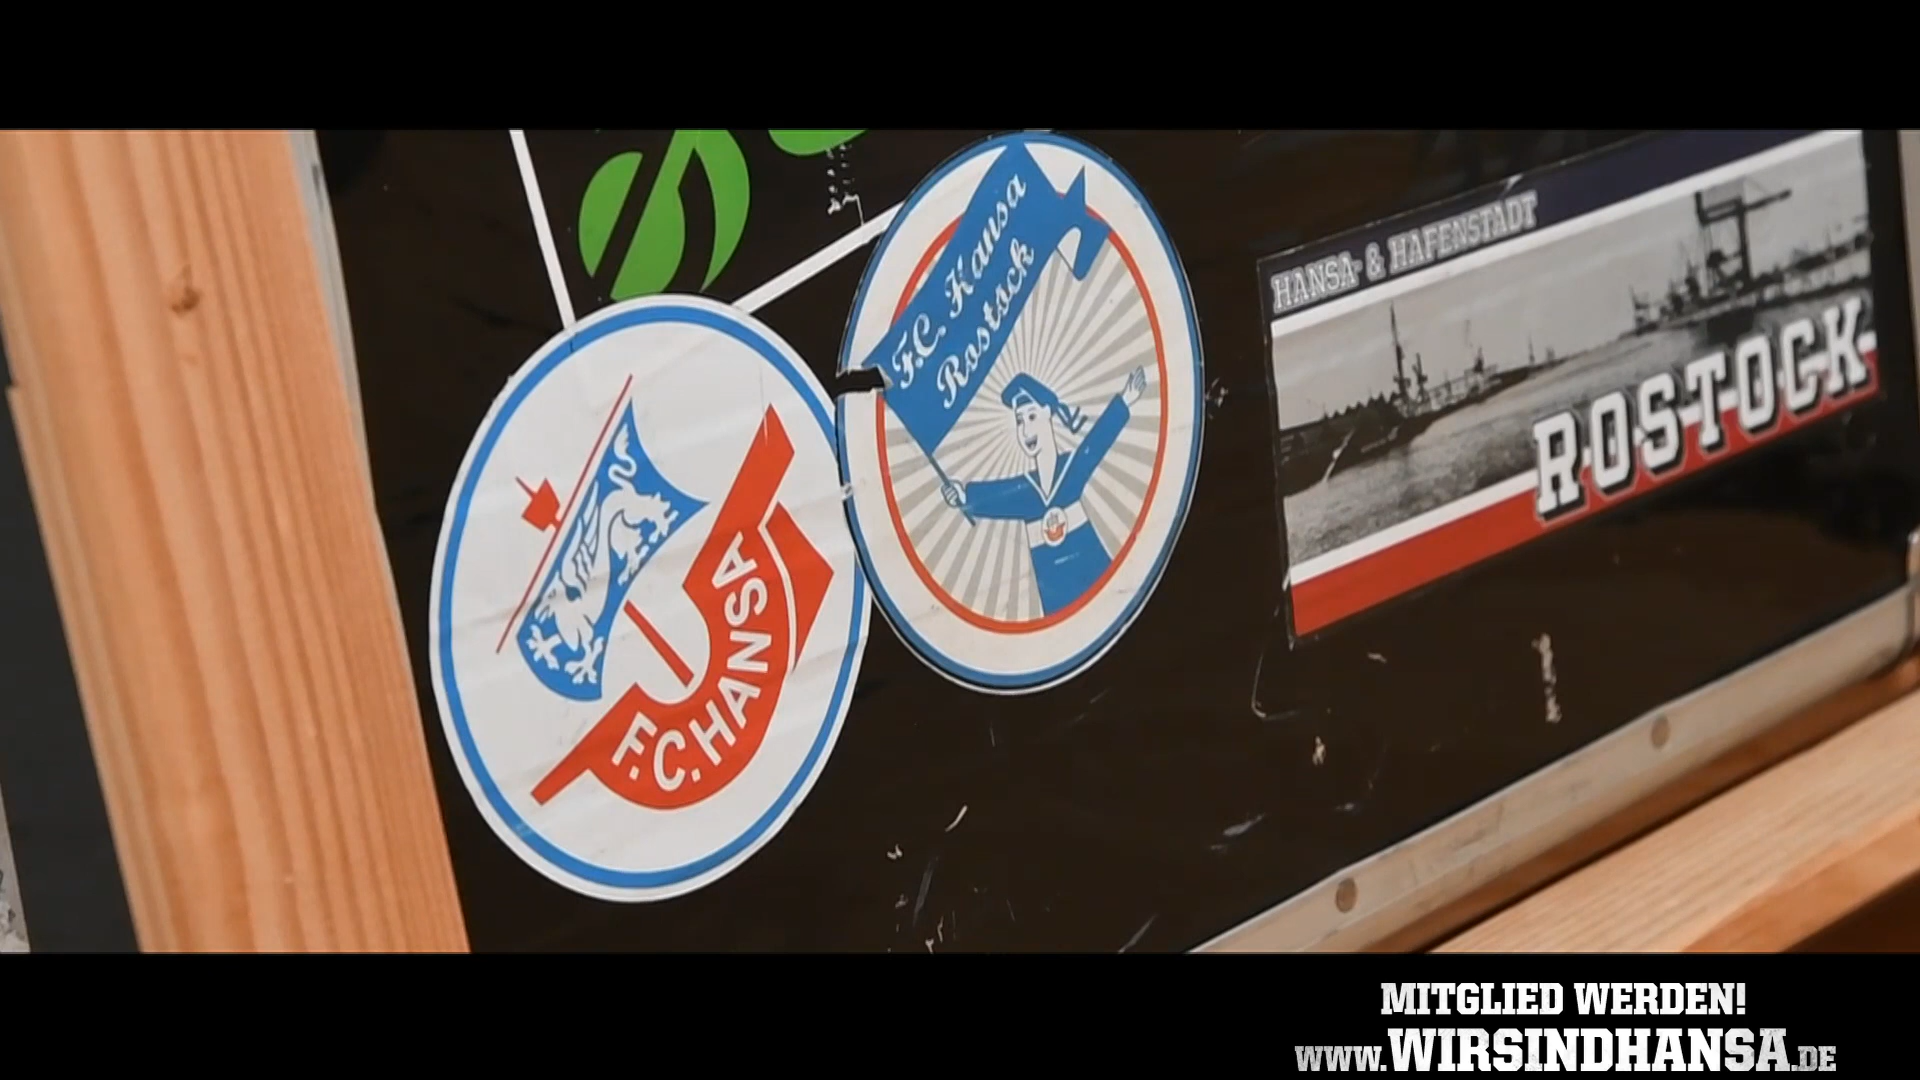 F.C. HANSA
F.C. Hansa
Rostock
HANSA- & HAFENSTADT
ROSTOCK
MITGLIED WERDEN!
WWW.WIRSINDHANSA.DE